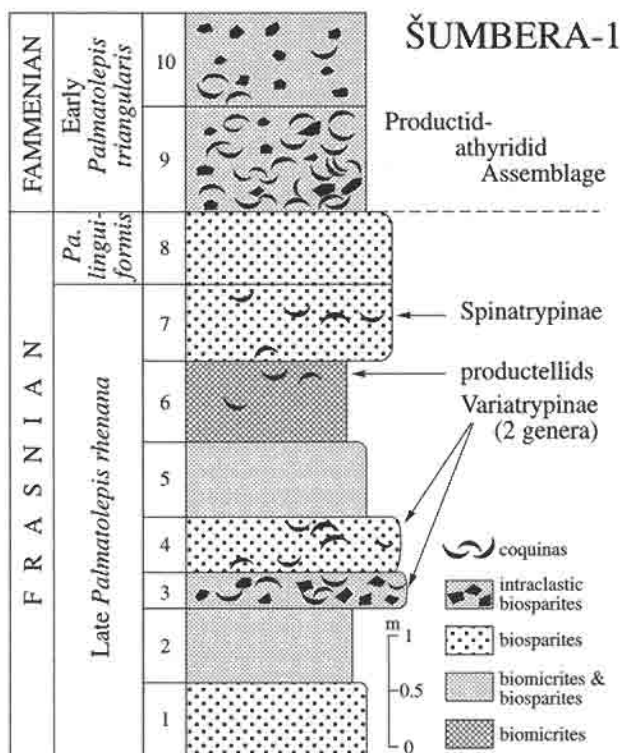 ŠUMBERA-1
FAMMENIAN
Early
Palmatolepis
triangularis
10
9
Productid-
athyridid
Assemblage
FRASNIAN
Pa.
lingui-
formis
8
Late Palmatolepis rhenana
7
Spinatrypinae
6
productellids
Variatrypinae
(2 genera)
5
4
3
2
1
coquinas
intraclastic
biosparites
biosparites
biomicrites &
biosparites
biomicrites
m
1
0.5
0